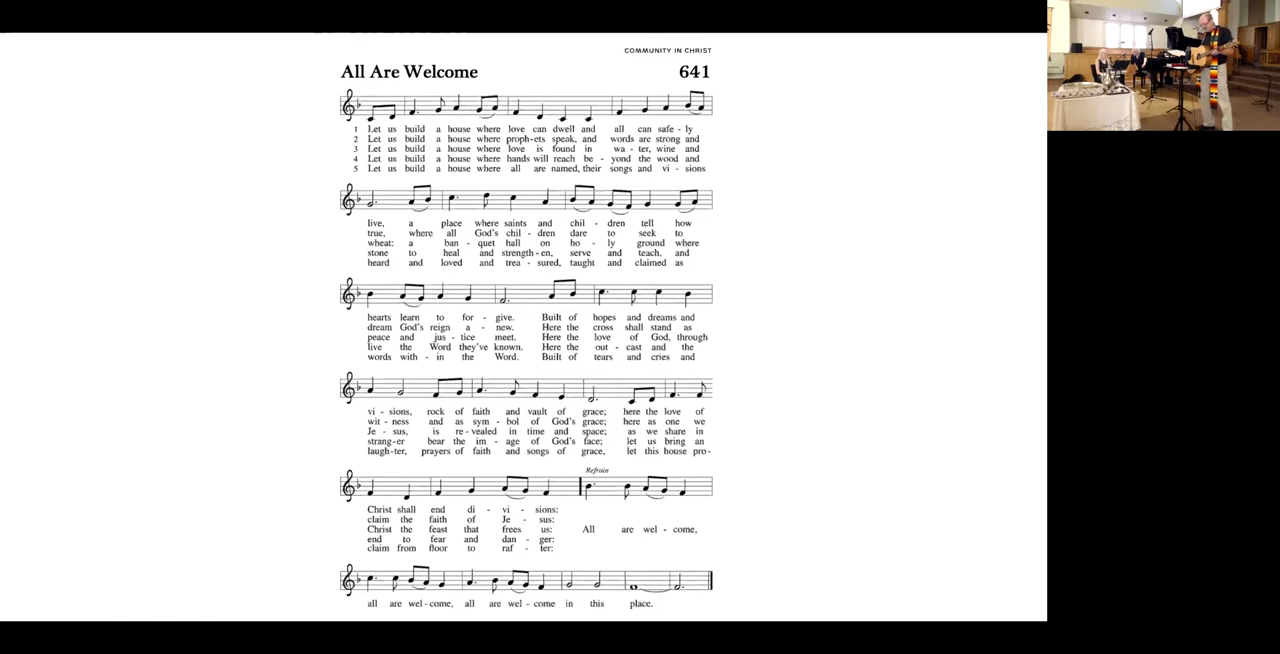 COMMUNITY IN CHRIST
All Are Welcome 641
1 Let us build a house where love can dwell and all can safe - ly
2 Let us build a house where proph - ets speak, and words are strong and
3 Let us build a house where love is found in wa - ter, wine and
4 Let us build a house where hands will reach be - yond the wood and
5 Let us build a house where all are named, their songs and vi - sions
live, a place where saints and chil - dren tell how
true, where all God's chil - dren dare to seek to
wheat: a ban - quet hall on ho - ly ground where
stone to heal and strength - en, serve and teach, and
heard and loved and trea - sured, taught and claimed as
hearts learn to for - give. Built of hopes and dreams and
dream God's reign a - new. Here the cross shall stand as
peace and jus - tice meet. Here the love of God, through
live the Word they've known. Here the out - cast and the
words with - in the Word. Built of tears and cries and
vi - sions, rock of faith and vault of grace; here the love of
wit - ness and as sym - bol of God's grace; here as one we
Je - sus, is re - vealed in time and space; as we share in
strang - er bear the im - age of God's face; let us bring an
laugh - ter, prayers of faith and songs of grace, let this house pro-
Refrain
Christ shall end di - vi - sions:
claim the faith of Je - sus:
Christ the feast that frees us: All are wel - come,
end to fear and dan - ger:
claim from floor to raf - ter:
all are wel - come, all are wel - come in this place.